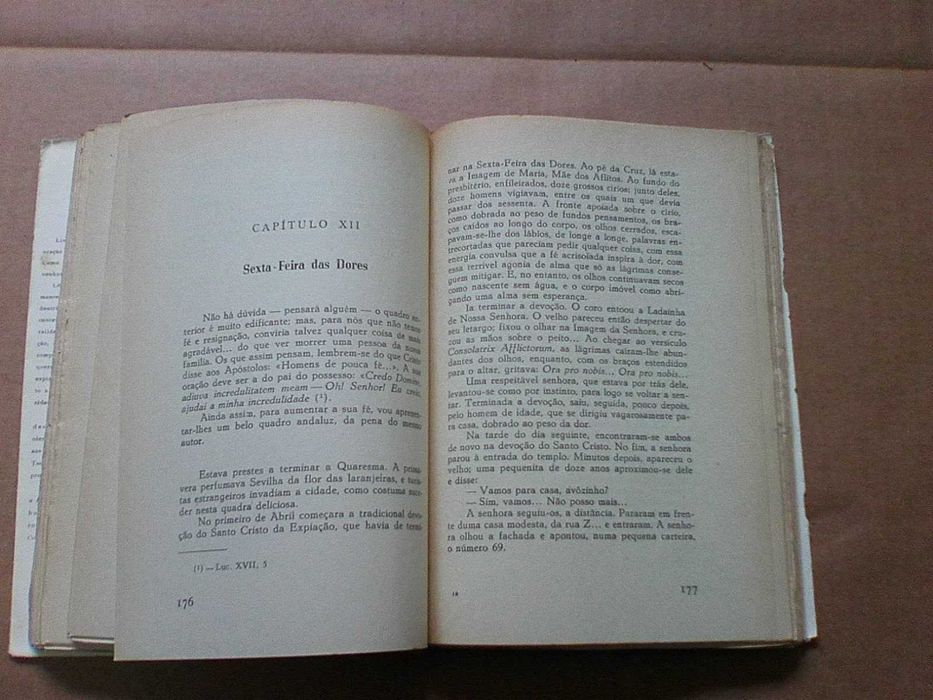 CAPÍTULO XII
Sexta-Feira das Dores
Não há dúvida — pensará alguém — o quadro an-
terior é muito edificante; mas, para nós que não temos
fé e resignação, conviria talvez qualquer coisa de mais
agradável... do que ver morrer uma pessoa da nossa
família. Os que assim pensam, lembrem-se do que Cristo
disse aos Apóstolos: «Homens de pouca fé...». A sua
oração deve ser a do pai do possesso: «Credo Domine,
adiuva incredulitatem meam — Oh! Senhor! Eu creio,
ajudai a minha incredulidade (¹).
Ainda assim, para aumentar a sua fé, vou apresen-
tar-lhes um belo quadro andaluz, da pena do mesmo
autor.
Estava prestes a terminar a Quaresma. A prima-
vera perfumava Sevilha da flor das laranjeiras, e turis-
tas estrangeiros invadiam a cidade, como costume suce-
der nesta quadra deliciosa.
No primeiro de Abril começara a tradicional devo-
ção do Santo Cristo da Expiação, que havia de termi-
(¹) — Luc. XVII, 5
176
nar na Sexta-Feira das Dores. Ao pé da Cruz, lá esta-
va a Imagem de Maria, Mãe dos Aflitos. Ao fundo do
presbitério, enfileirados, doze grossos círios; junto deles,
doze homens vigiavam, entre os quais um que devia
passar dos sessenta. A fronte apoiada sobre o círio,
como dobrada ao peso de fundos pensamentos, os bra-
ços caídos ao longo do corpo, os olhos cerrados, esca-
pavam-se-lhe dos lábios, de longe a longe, palavras en-
trecortadas que pareciam pedir qualquer coisa, com essa
energia convulsa que a fé acrisolada inspira à dor, com
essa terrível agonia de alma que só as lágrimas conse-
guem mitigar. E, no entanto, os olhos continuavam secos
como nascente sem água, e o corpo imóvel como abri-
gando uma alma sem esperança.
Ia terminar a devoção. O coro entoou a Ladaínha
de Nossa Senhora. O velho pareceu então despertar do
seu letargo; fixou o olhar na Imagem da Senhora, e cru-
zou as mãos sobre o peito... Ao chegar ao versículo
Consolatrix Afflictorum, as lágrimas caíram-lhe abun-
dantes dos olhos, enquanto, com os braços estendidos
para o altar, gritava: Ora pro nobis... Ora pro nobis...
Uma respeitável senhora, que estava por trás dele,
levantou-se como por instinto, para logo se voltar a sen-
tar. Terminada a devoção, saíu, seguida, pouco depois,
pelo homem de idade, que se dirigiu vagarosamente pa-
ra casa, dobrado ao peso da dor.
Na tarde do dia seguinte, encontraram-se ambos
de novo na devoção do Santo Cristo. No fim, a senhora
parou à entrada do templo. Minutos depois, apareceu o
velho; uma pequenita de doze anos aproximou-se dele
e disse:
— Vamos para casa, avôzinho?
— Sim, vamos... Não posso mais...
A senhora seguiu-os, a distância. Pararam em fren-
te duma casa modesta, da rua Z... e entraram. A senho-
ra olhou a fachada e apontou, numa pequena carteira,
o número 69.
177